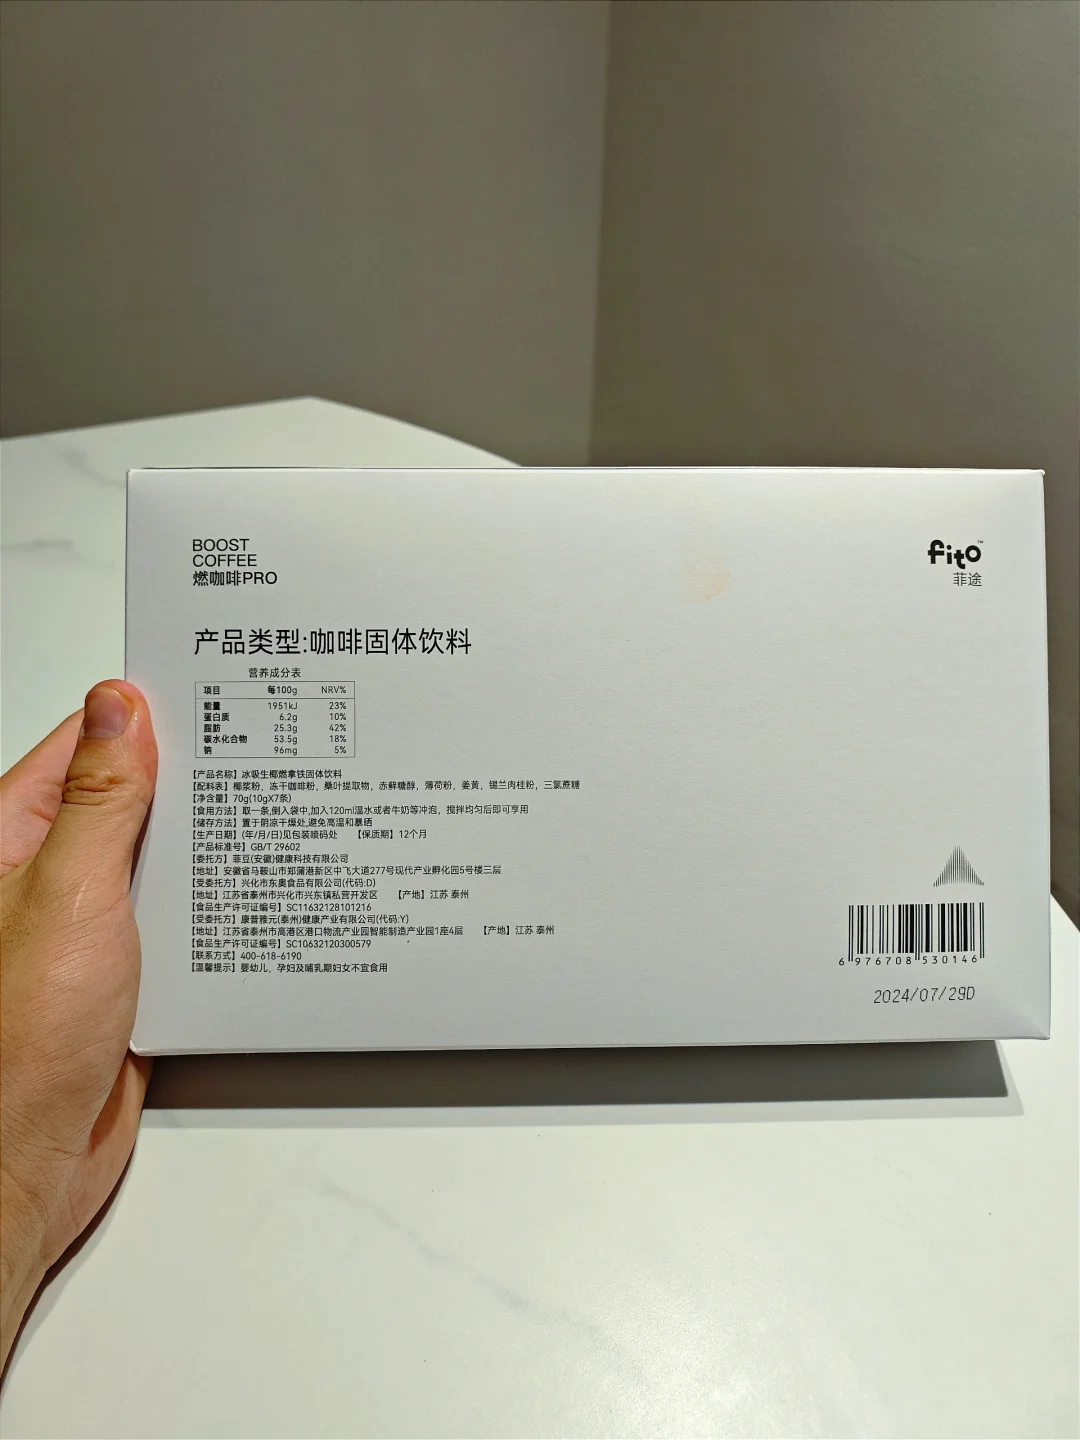 BOOST
COFFEE
燃咖啡PRO
fito™
菲途
产品类型:咖啡固体饮料
营养成分表
项目 每100g NRV%
能量 1951kJ 23%
蛋白质 6.2g 10%
脂肪 25.3g 42%
碳水化合物 53.5g 18%
钠 96mg 5%
【产品名称】冰吸生椰燃拿铁固体饮料
【配料表】椰浆粉，冻干咖啡粉，桑叶提取物，赤藓糖醇，薄荷粉，姜黄，锡兰肉桂粉，三氯蔗糖
【净含量】70g(10gX7条)
【食用方法】取一条,倒入袋中,加入120ml温水或者牛奶等冲泡，搅拌均匀后即可享用
【储存方法】置于阴凉干燥处,避免高温和暴晒
【生产日期】(年/月/日)见包装喷码处 【保质期】12个月
【产品标准号】GB/T 29602
【委托方】菲豆(安徽)健康科技有限公司
【地址】安徽省马鞍山市郑蒲港新区中飞大道277号现代产业孵化园5号楼三层
【受委托方】兴化市东奥食品有限公司(代码:D)
【地址】江苏省泰州市兴化市兴东镇私营开发区 【产地】江苏 泰州
【食品生产许可证编号】SC11632128101216
【受委托方】康普雅元(泰州)健康产业有限公司(代码:Y)
【地址】江苏省泰州市高港区港口物流产业园智能制造产业园1座4层 【产地】江苏 泰州
【食品生产许可证编号】SC10632120300579
【联系方式】400-618-6190
【温馨提示】婴幼儿，孕妇及哺乳期妇女不宜食用
6 976708 530146
2024/07/29D